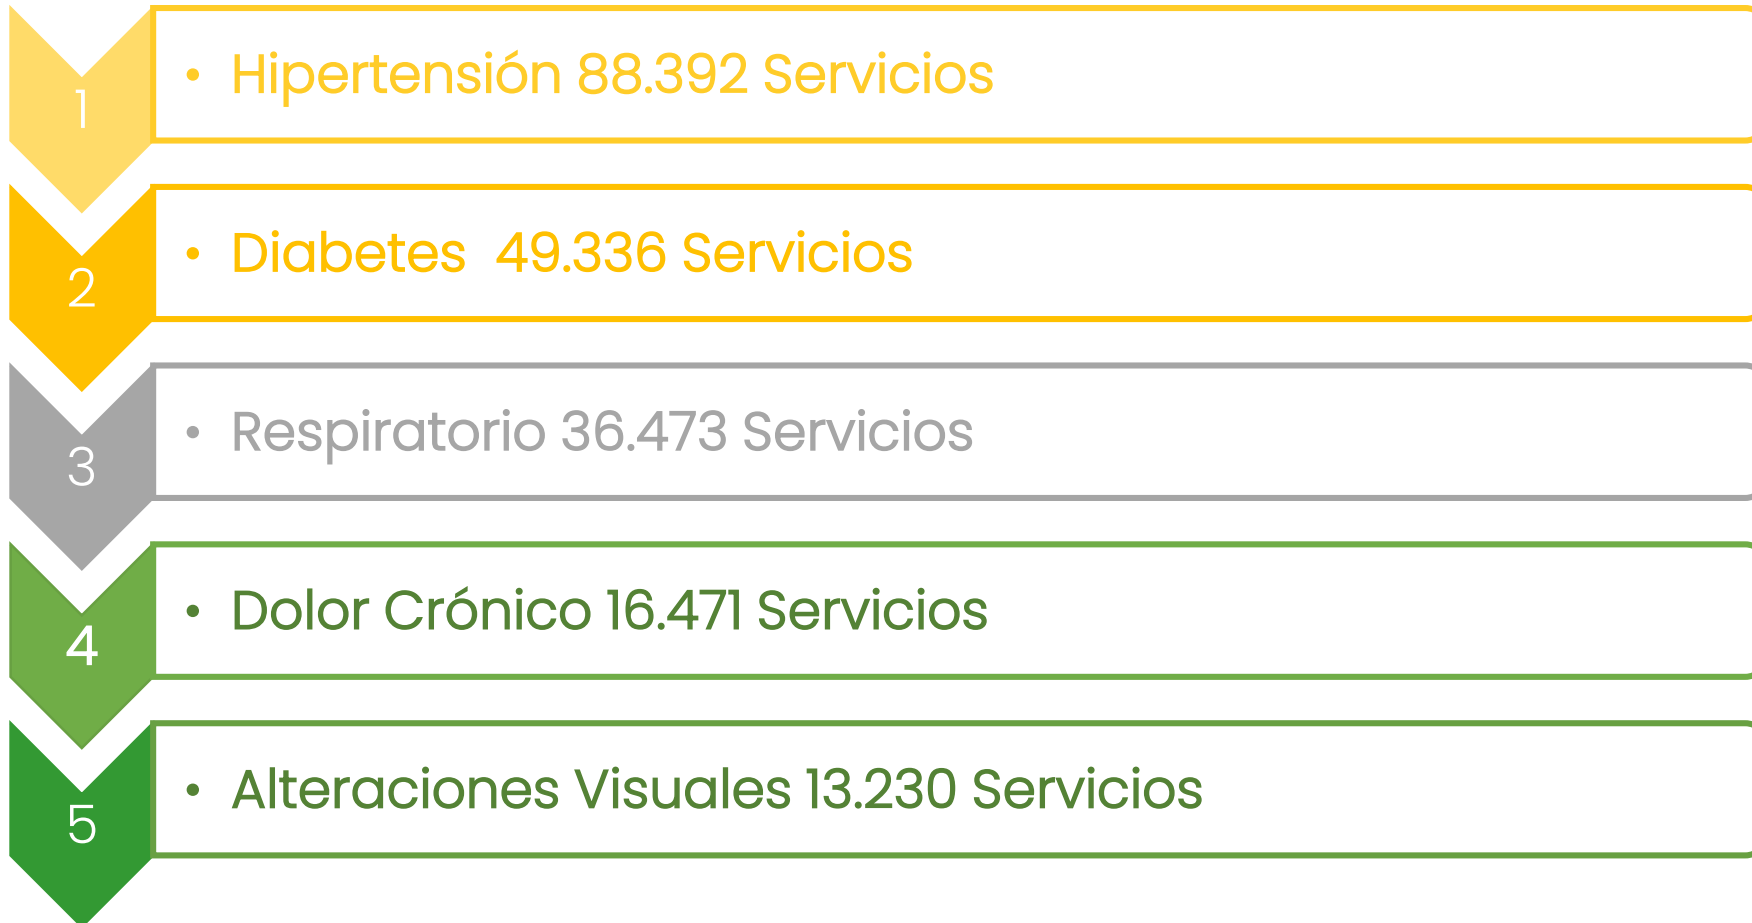 1
• Hipertensión 88.392 Servicios
2
• Diabetes 49.336 Servicios
3
• Respiratorio 36.473 Servicios
4
• Dolor Crónico 16.471 Servicios
5
• Alteraciones Visuales 13.230 Servicios